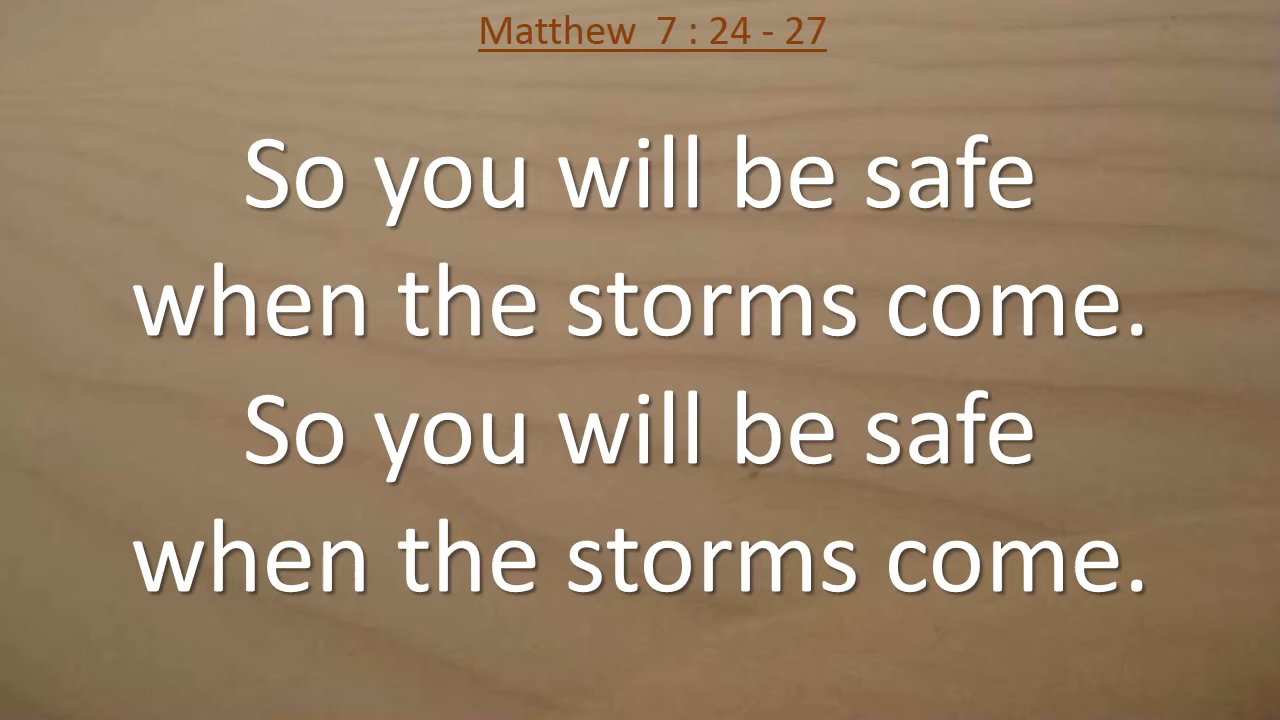 Matthew  7 : 24 - 27
So you will be safe
when the storms come.
So you will be safe
when the storms come.